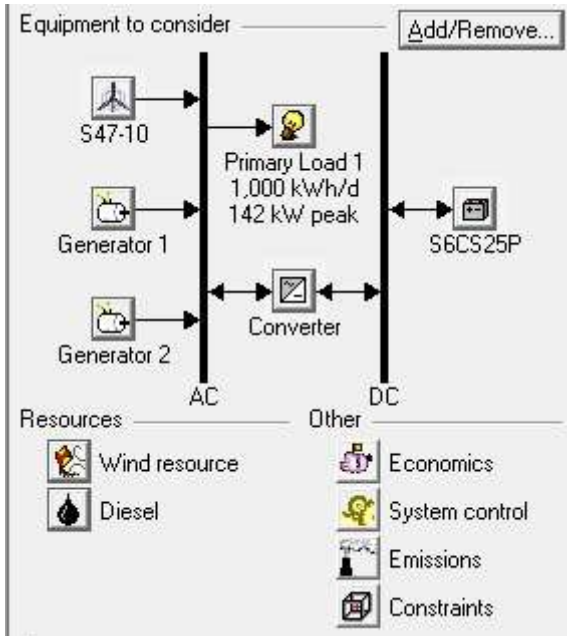 Equipment to consider
Add/Remove...
S47-10
Primary Load 1
1,000 kWh/d
142 kW peak
Generator 1
S6CS25P
Converter
Generator 2
AC
DC
Resources
Other
Wind resource
Economics
Diesel
System control
Emissions
Constraints